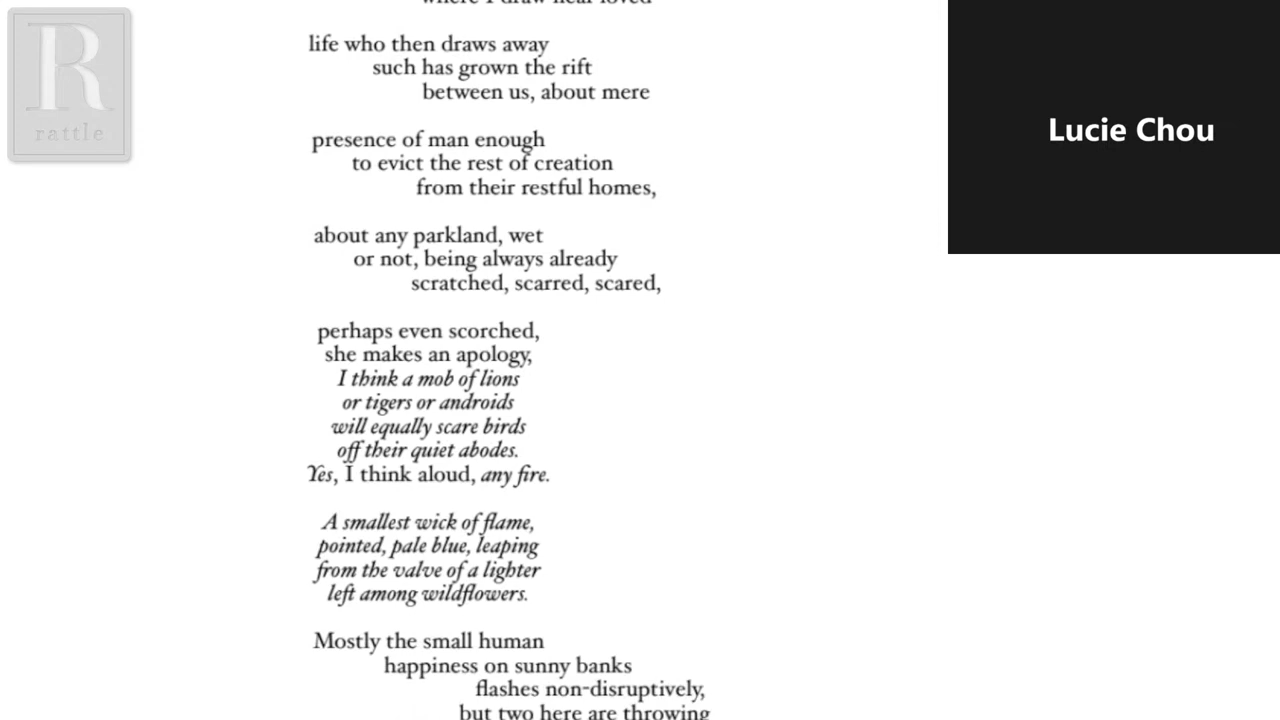 where I draw near loved
life who then draws away
such has grown the rift
between us, about mere
presence of man enough
to evict the rest of creation
from their restful homes,
about any parkland, wet
or not, being always already
scratched, scarred, scared,
perhaps even scorched,
she makes an apology,
I think a mob of lions
or tigers or androids
will equally scare birds
off their quiet abodes.
Yes, I think aloud, any fire.
A smallest wick of flame,
pointed, pale blue, leaping
from the valve of a lighter
left among wildflowers.
Mostly the small human
happiness on sunny banks
flashes non-disruptively,
but two here are throwing
R
rattle
Lucie Chou